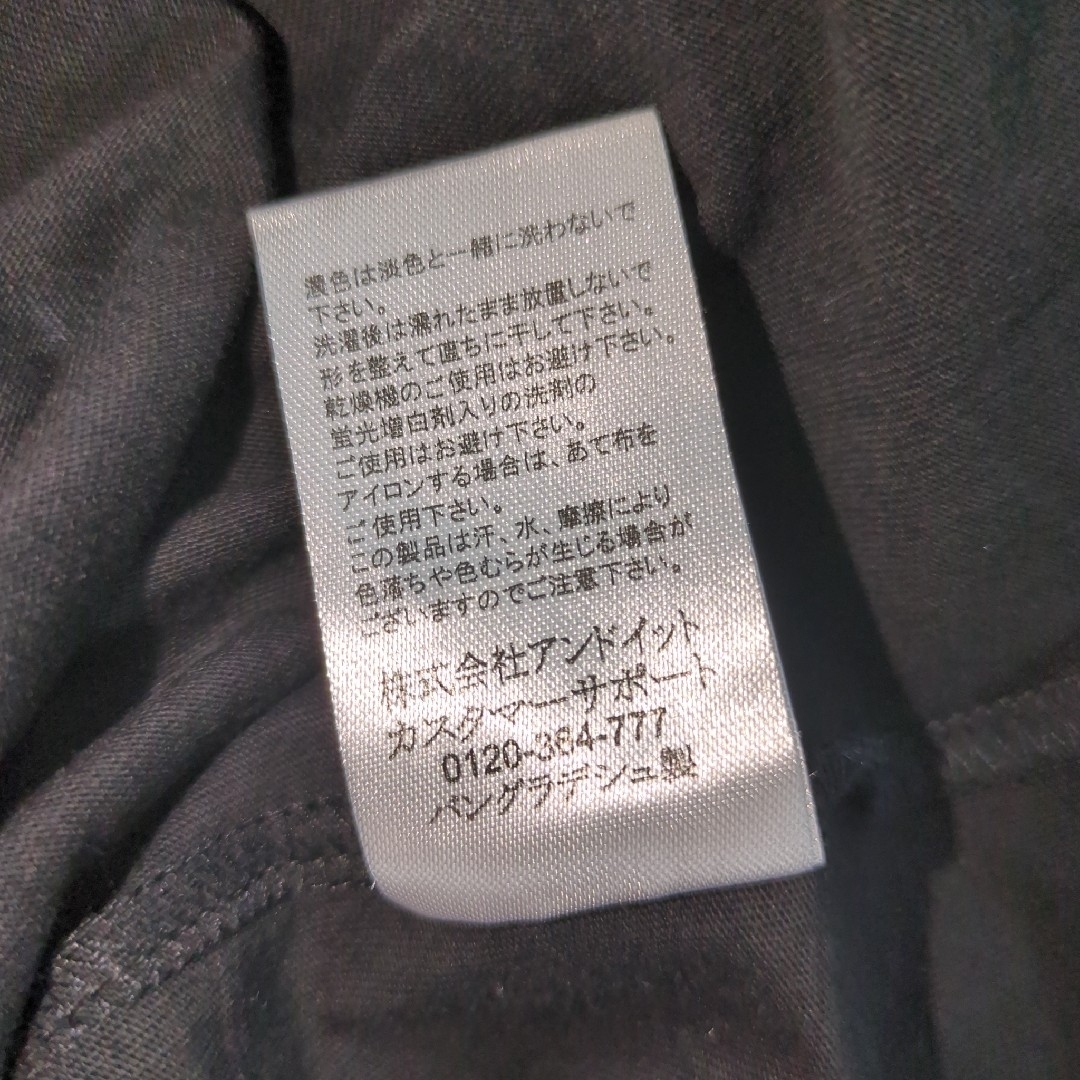 濃色は淡色と一緒に洗わないで
下さい。
洗濯後は濡れたまま放置しないで
形を整えて直ちに干して下さい。
乾燥機のご使用はお避け下さい。
蛍光増白剤入りの洗剤の
ご使用はお避け下さい。
アイロンする場合は、あて布を
ご使用下さい。
この製品は汗、水、摩擦により
色落ちや色むらが生じる場合が
ございますのでご注意下さい。
株式会社アンドイット
カスタマーサポート
0120-364-777
バングラデシュ製